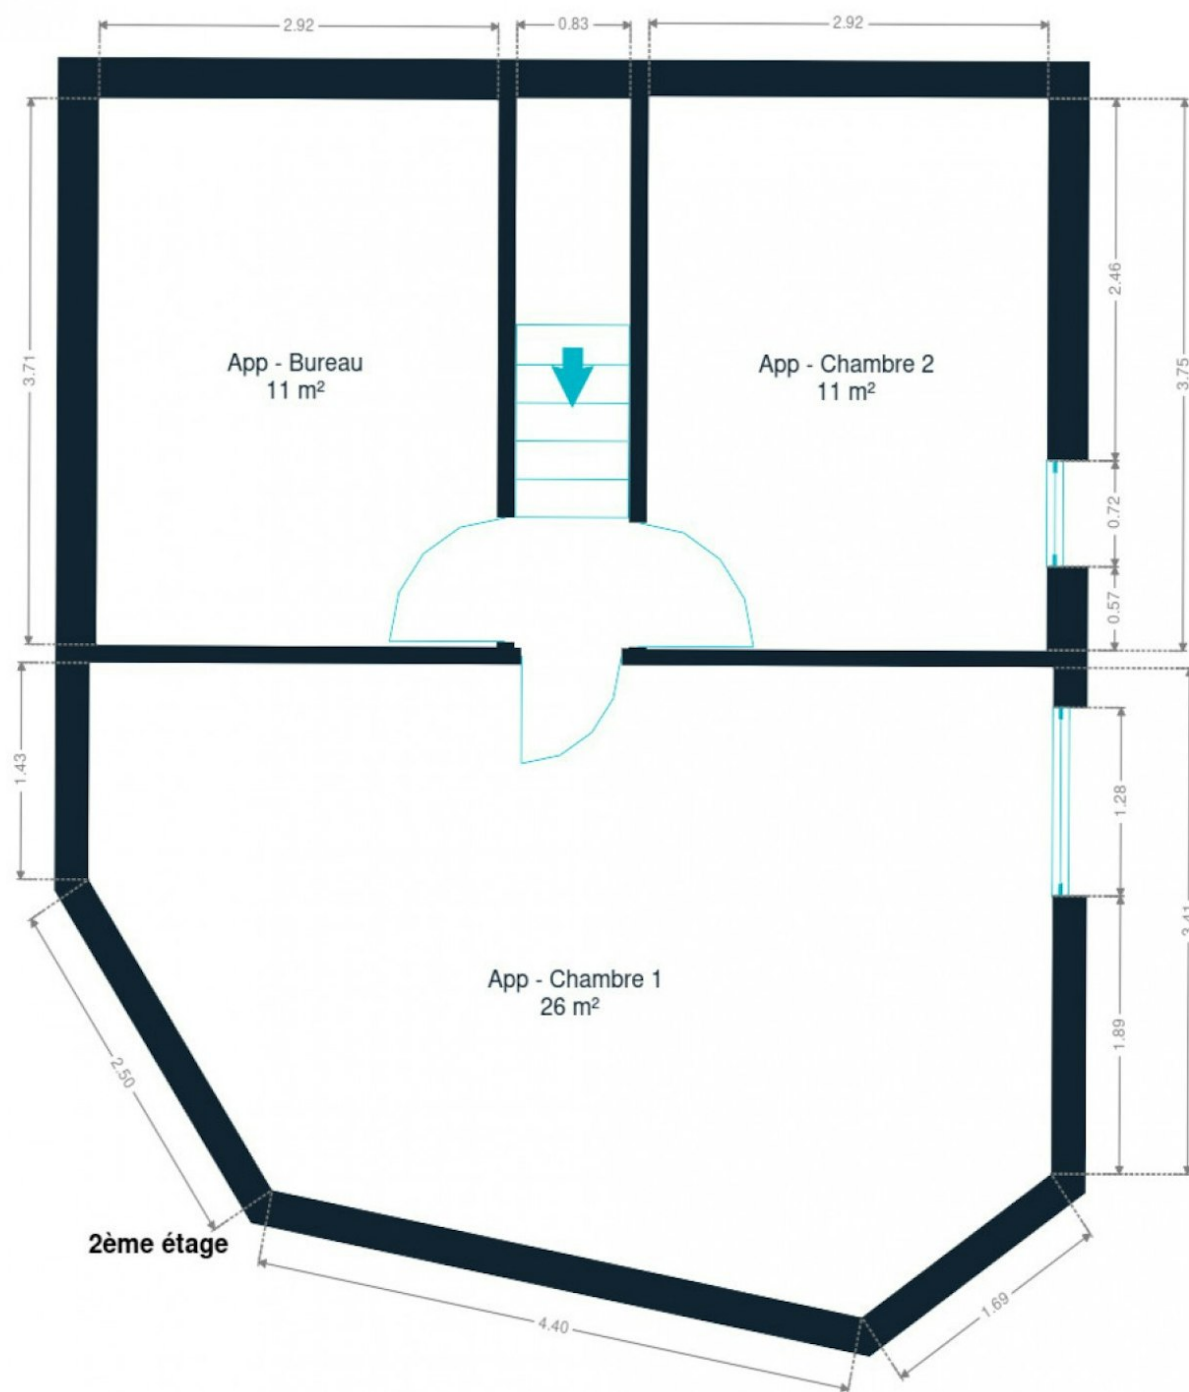 2.92
0.83
2.92
2.46
3.71
App - Bureau
11 m²
App - Chambre 2
11 m²
3.75
0.72
0.57
1.43
1.28
3.41
App - Chambre 1
26 m²
1.89
2.50
2ème étage
4.40
1.69